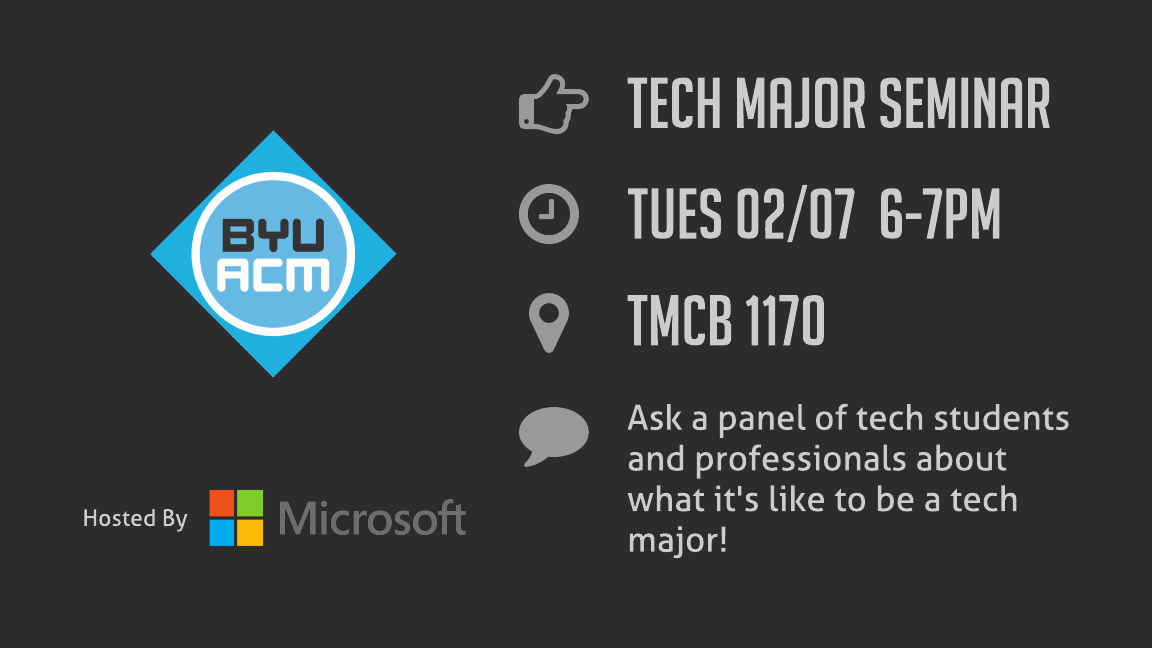 BYU
ACM
Hosted By
Microsoft
TECH MAJOR SEMINAR
TUES 02/07 6-7PM
TMCB 1170
Ask a panel of tech students
and professionals about
what it's like to be a tech
major!